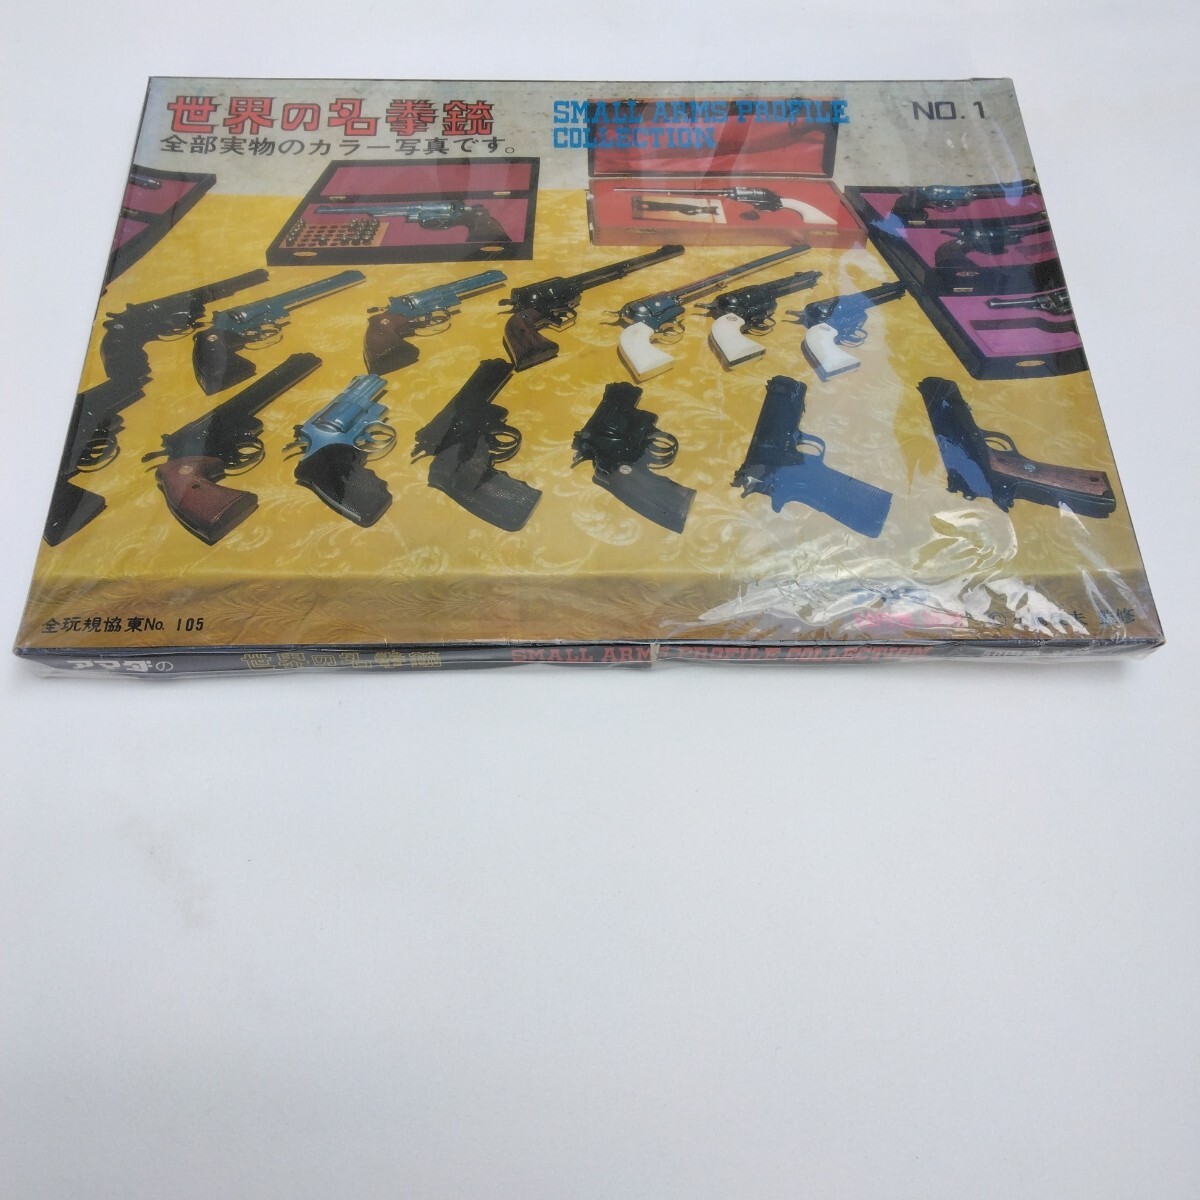 世界の名拳銃
全部実物のカラー写真です。
SMALL ARMS PROFILE
COLLECTION
NO.1
全玩規協東No. 105
の 世界の名拳銃 SMALL ARMS PROFILE COLLECTION